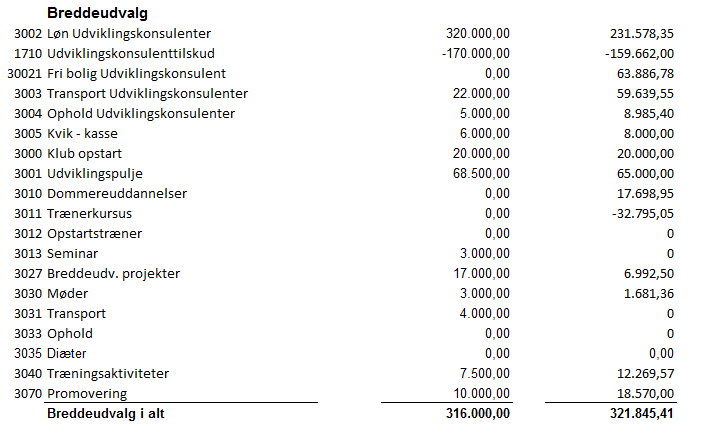 Breddeudvalg
3002 Løn Udviklingskonsulenter 320.000,00 231.578,35
1710 Udviklingskonsulenttilskud -170.000,00 -159.662,00
30021 Fri bolig Udviklingskonsulent 0,00 63.886,78
3003 Transport Udviklingskonsulenter 22.000,00 59.639,55
3004 Ophold Udviklingskonsulenter 5.000,00 8.985,40
3005 Kvik - kasse 6.000,00 8.000,00
3000 Klub opstart 20.000,00 20.000,00
3001 Udviklingspulje 68.500,00 65.000,00
3010 Dommereuddannelser 0,00 17.698,95
3011 Trænerkursus 0,00 -32.795,05
3012 Opstartstræner 0,00 0
3013 Seminar 3.000,00 0
3027 Breddeudv. projekter 17.000,00 6.992,50
3030 Møder 3.000,00 1.681,36
3031 Transport 4.000,00 0
3033 Ophold 0,00 0
3035 Diæter 0,00 0,00
3040 Træningsaktiviteter 7.500,00 12.269,57
3070 Promovering 10.000,00 18.570,00
Breddeudvalg i alt 316.000,00 321.845,41